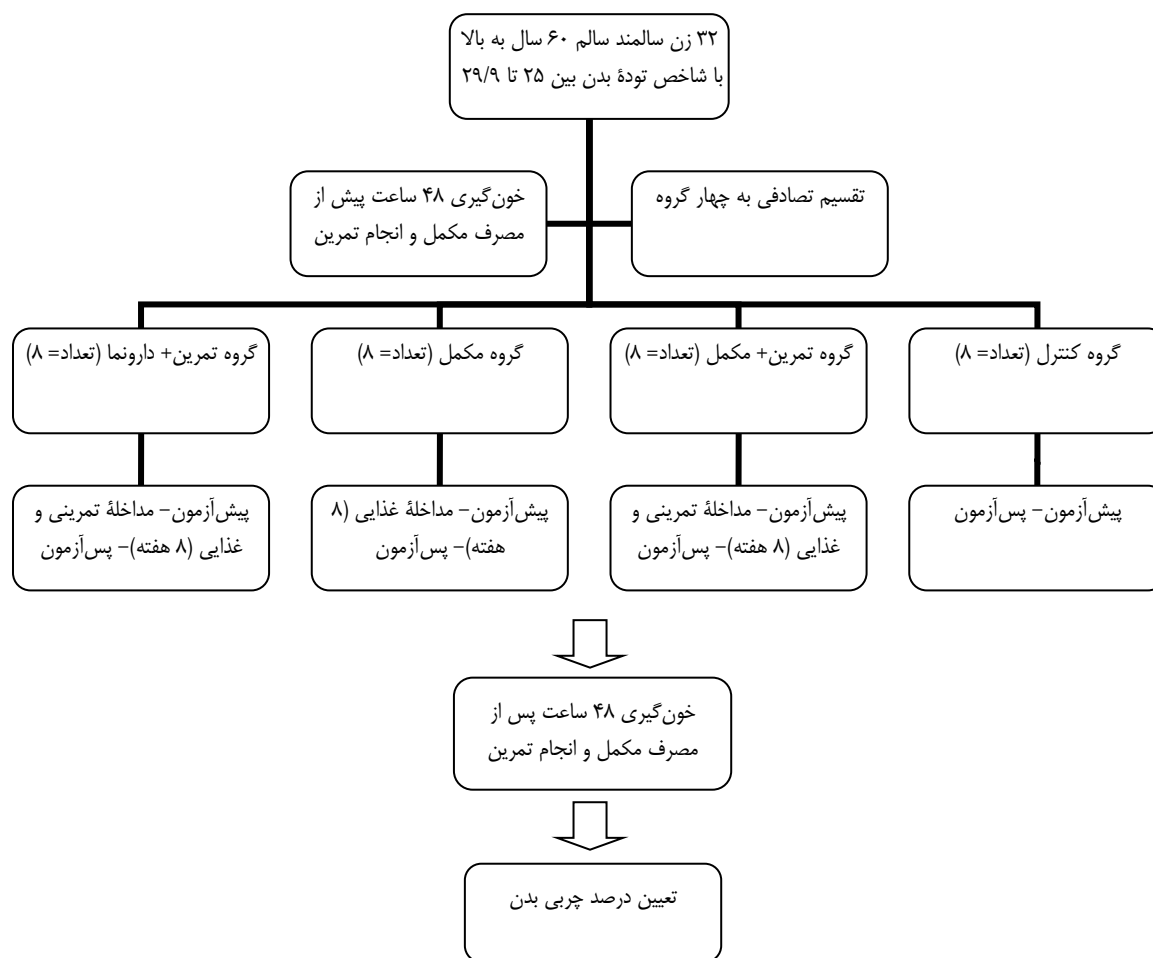 ۳۲ زن سالمند سالم ۶۰ سال به بالا
با شاخص تودۀ بدن بین ۲۵ تا ۲۹/۹
تقسیم تصادفی به چهار گروه
خون‌گیری ۴۸ ساعت پیش از
مصرف مکمل و انجام تمرین
گروه کنترل (تعداد= ۸)
گروه تمرین+ مکمل (تعداد= ۸)
گروه مکمل (تعداد= ۸)
گروه تمرین+ دارونما (تعداد= ۸)
پیش‌آزمون- پس‌آزمون
پیش‌آزمون- مداخلۀ تمرینی و
غذایی (۸ هفته)- پس‌آزمون
پیش‌آزمون- مداخلۀ غذایی (۸
هفته)- پس‌آزمون
پیش‌آزمون- مداخلۀ تمرینی و
غذایی (۸ هفته)- پس‌آزمون
خون‌گیری ۴۸ ساعت پس از
مصرف مکمل و انجام تمرین
تعیین درصد چربی بدن